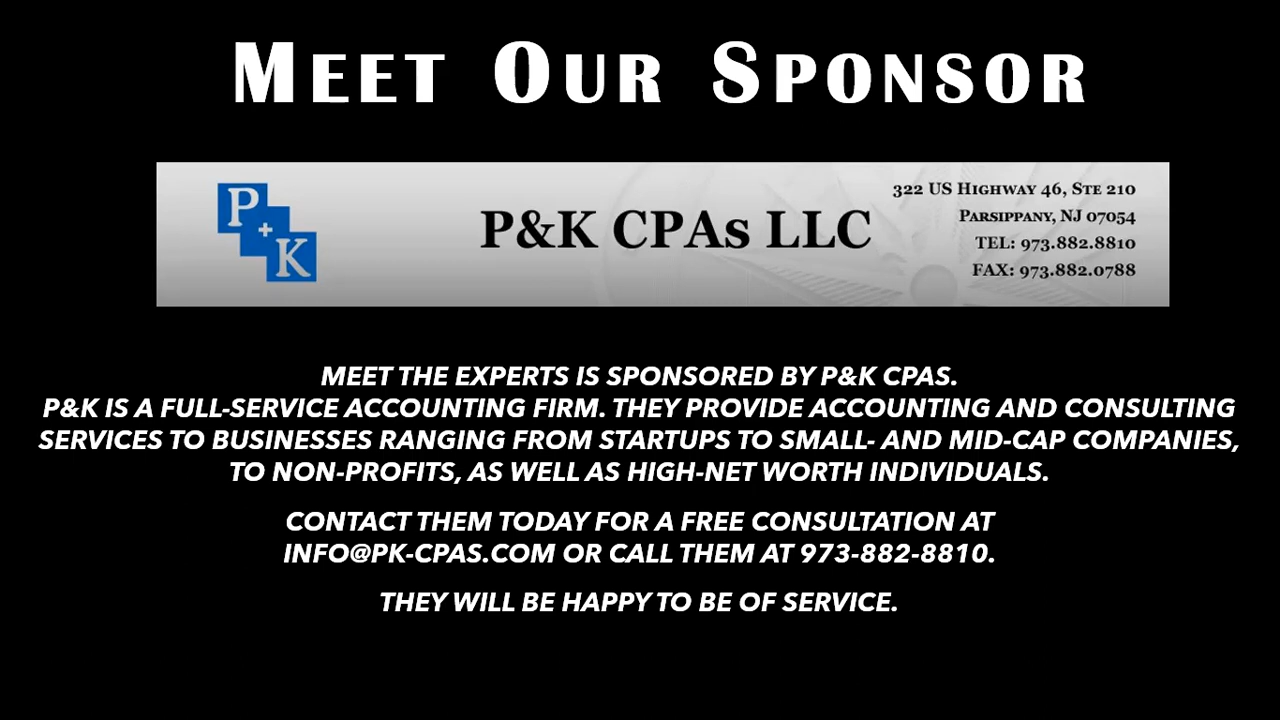 MEET OUR SPONSOR
P
+
K
P&K CPAs LLC
322 US HIGHWAY 46, STE 210
PARSIPPANY, NJ 07054
TEL: 973.882.8810
FAX: 973.882.0788
MEET THE EXPERTS IS SPONSORED BY P&K CPAS.
P&K IS A FULL-SERVICE ACCOUNTING FIRM. THEY PROVIDE ACCOUNTING AND CONSULTING
SERVICES TO BUSINESSES RANGING FROM STARTUPS TO SMALL- AND MID-CAP COMPANIES,
TO NON-PROFITS, AS WELL AS HIGH-NET WORTH INDIVIDUALS.
CONTACT THEM TODAY FOR A FREE CONSULTATION AT
INFO@PK-CPAS.COM OR CALL THEM AT 973-882-8810.
THEY WILL BE HAPPY TO BE OF SERVICE.